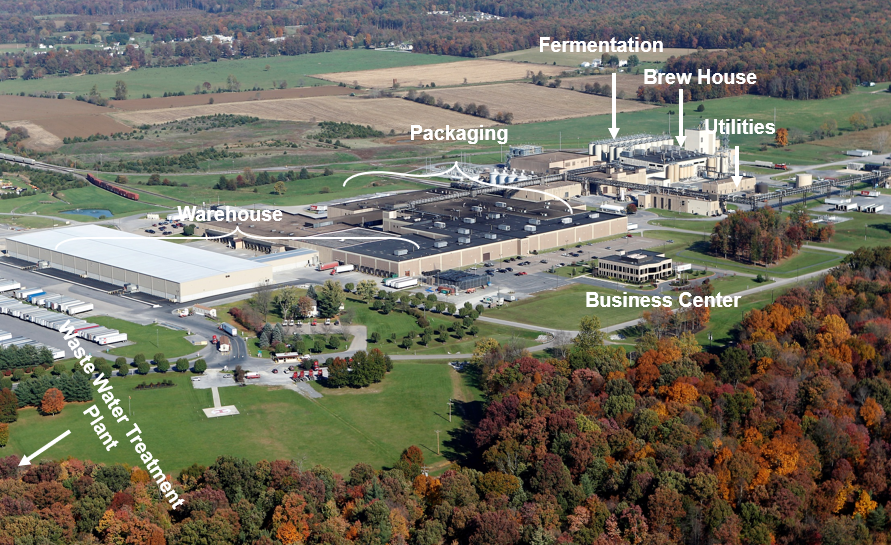 Fermentation
Brew House
Packaging
Utilities
Warehouse
Business Center
Waste Water Treatment
Plant